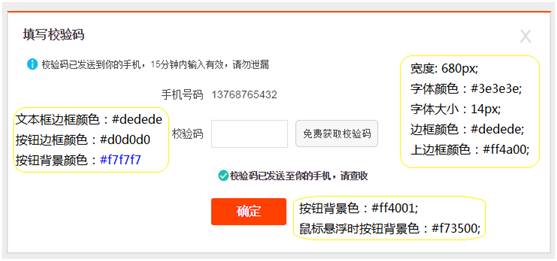 填写校验码
X
校验码已发送到你的手机，15分钟内输入有效，请勿泄漏
宽度: 680px;
字体颜色：#3e3e3e;
字体大小：14px;
边框颜色：#dedede;
上边框颜色：#ff4a00;
手机号码 13768765432
文本框边框颜色：#dedede
按钮边框颜色：#d0d0d0
按钮背景颜色：#f7f7f7
校验码
免费获取校验码
校验码已发送至你的手机，请查收
确定
按钮背景色：#ff4001;
鼠标悬浮时按钮背景色：#f73500;